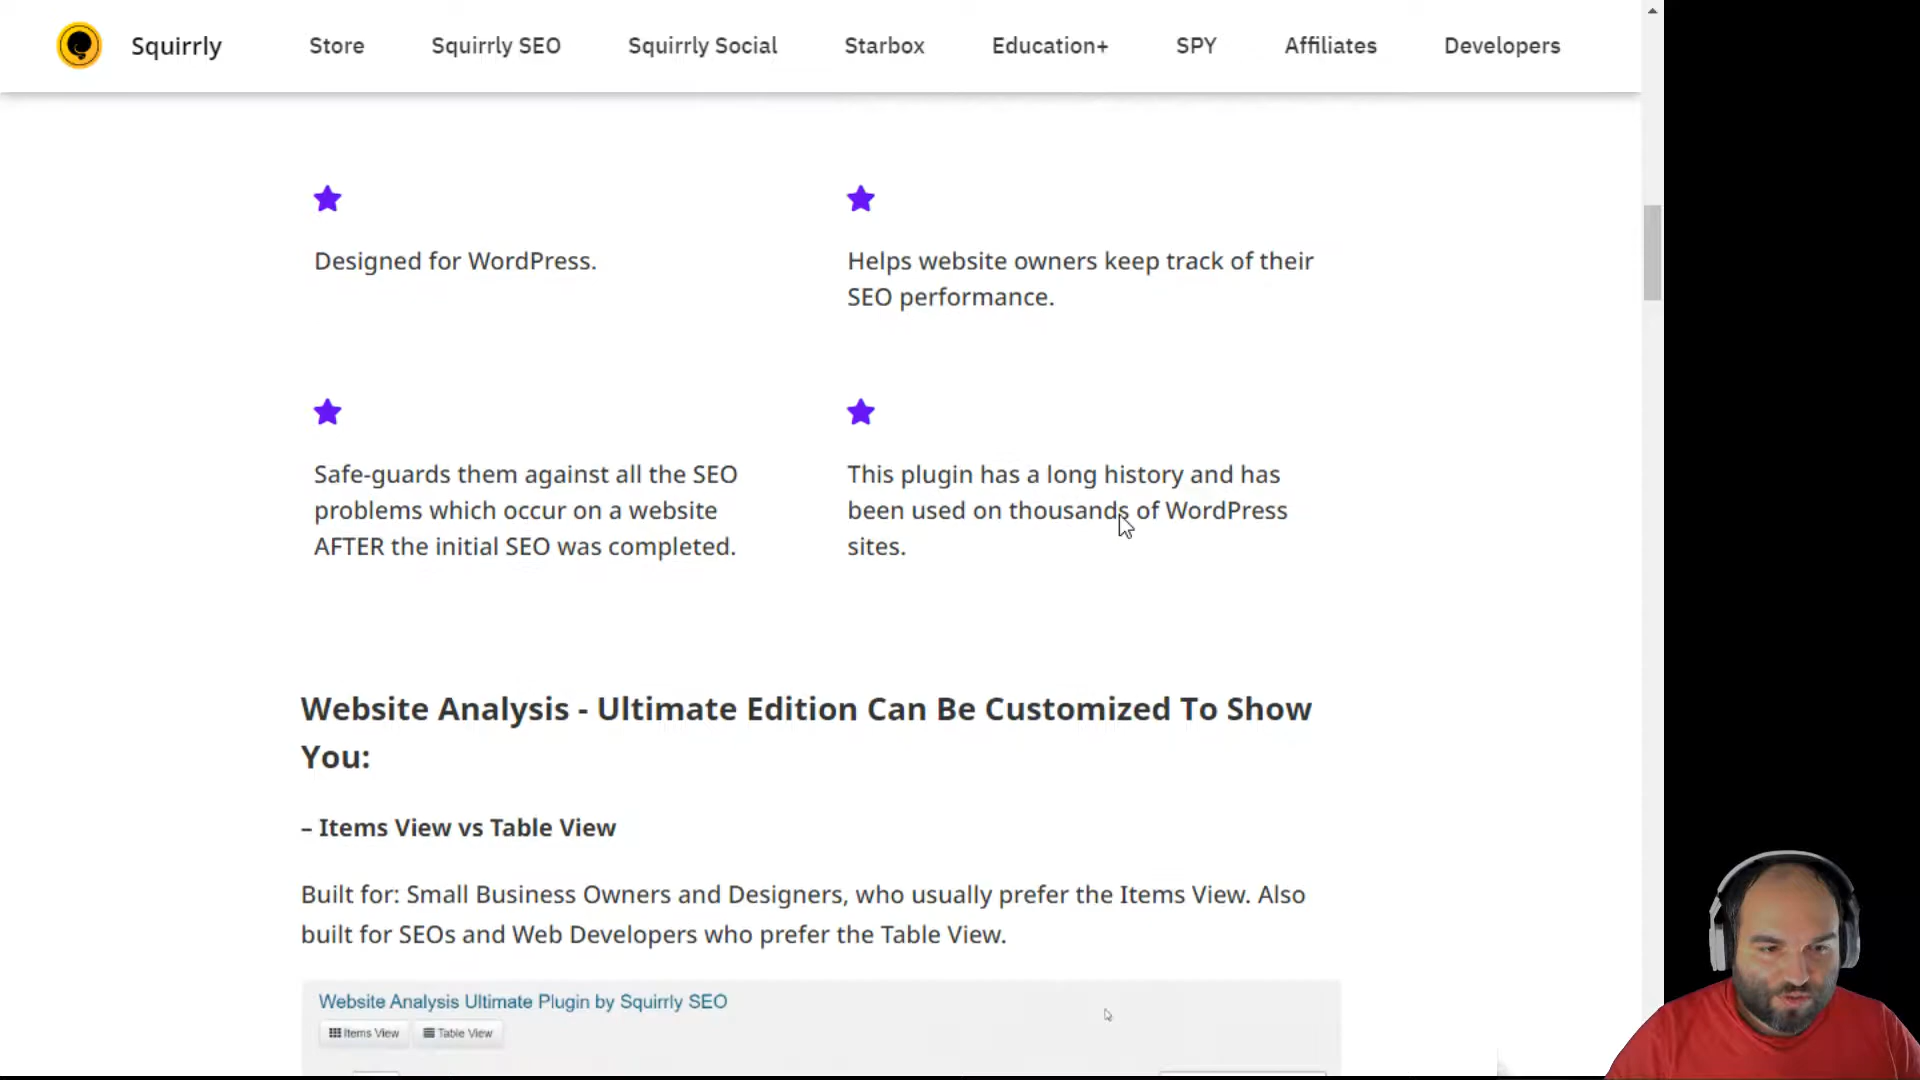 Squirrly
Store
Squirrly SEO
Squirrly Social
Starbox
Education+
SPY
Affiliates
Developers
Designed for WordPress.
Helps website owners keep track of their
SEO performance.
Safe-guards them against all the SEO
problems which occur on a website
AFTER the initial SEO was completed.
This plugin has a long history and has
been used on thousands of WordPress
sites.
Website Analysis - Ultimate Edition Can Be Customized To Show
You:
– Items View vs Table View
Built for: Small Business Owners and Designers, who usually prefer the Items View. Also
built for SEOs and Web Developers who prefer the Table View.
Website Analysis Ultimate Plugin by Squirrly SEO
Items View
Table View